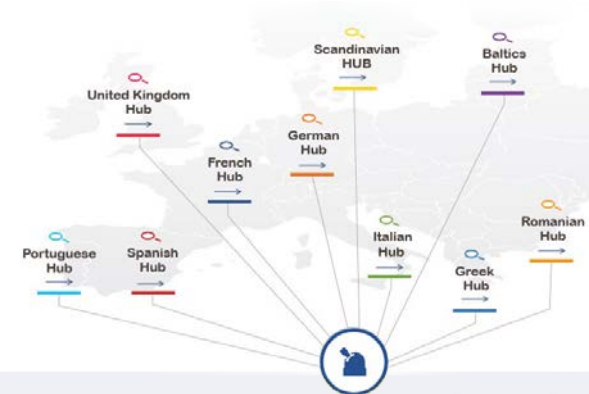 Scandinavian
HUB
Baltics
Hub
United Kingdom
Hub
German
Hub
French
Hub
Romanian
Hub
Italian
Hub
Portuguese
Hub
Spanish
Hub
Greek
Hub